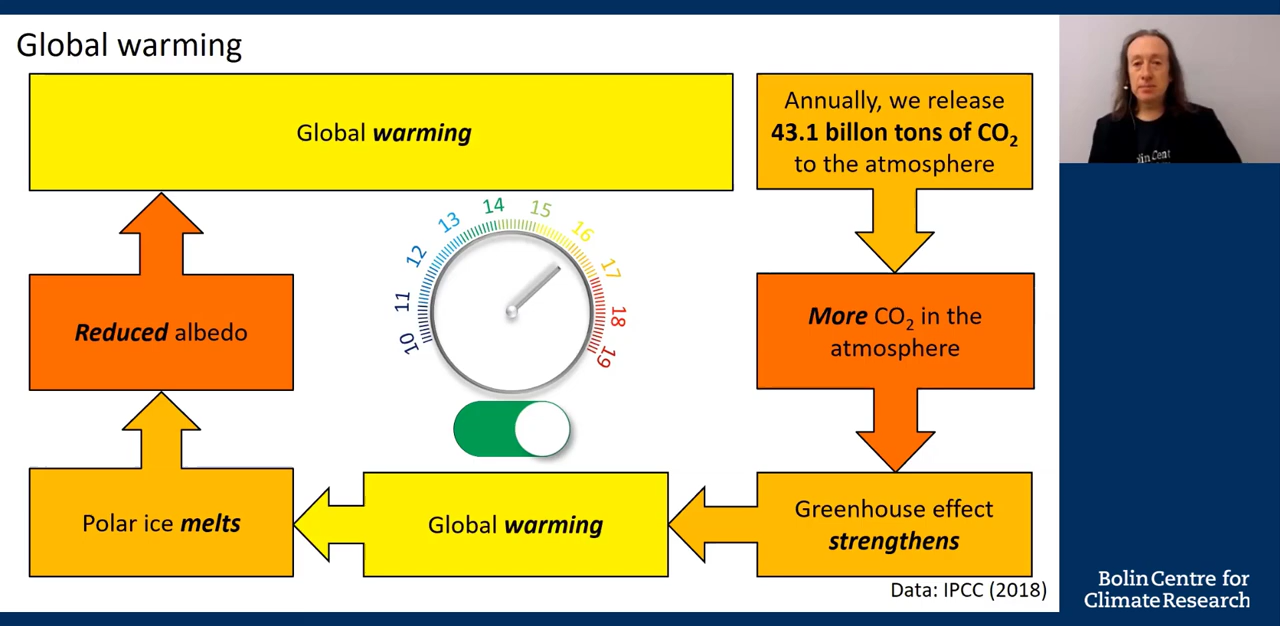 Global warming
Global warming
Annually, we release
43.1 billon tons of CO₂
to the atmosphere
10
11
12
13
14
15
16
17
18
19
Reduced albedo
More CO₂ in the
atmosphere
Polar ice melts
Global warming
Greenhouse effect
strengthens
Data: IPCC (2018)
Bolin Centre for
Climate Research